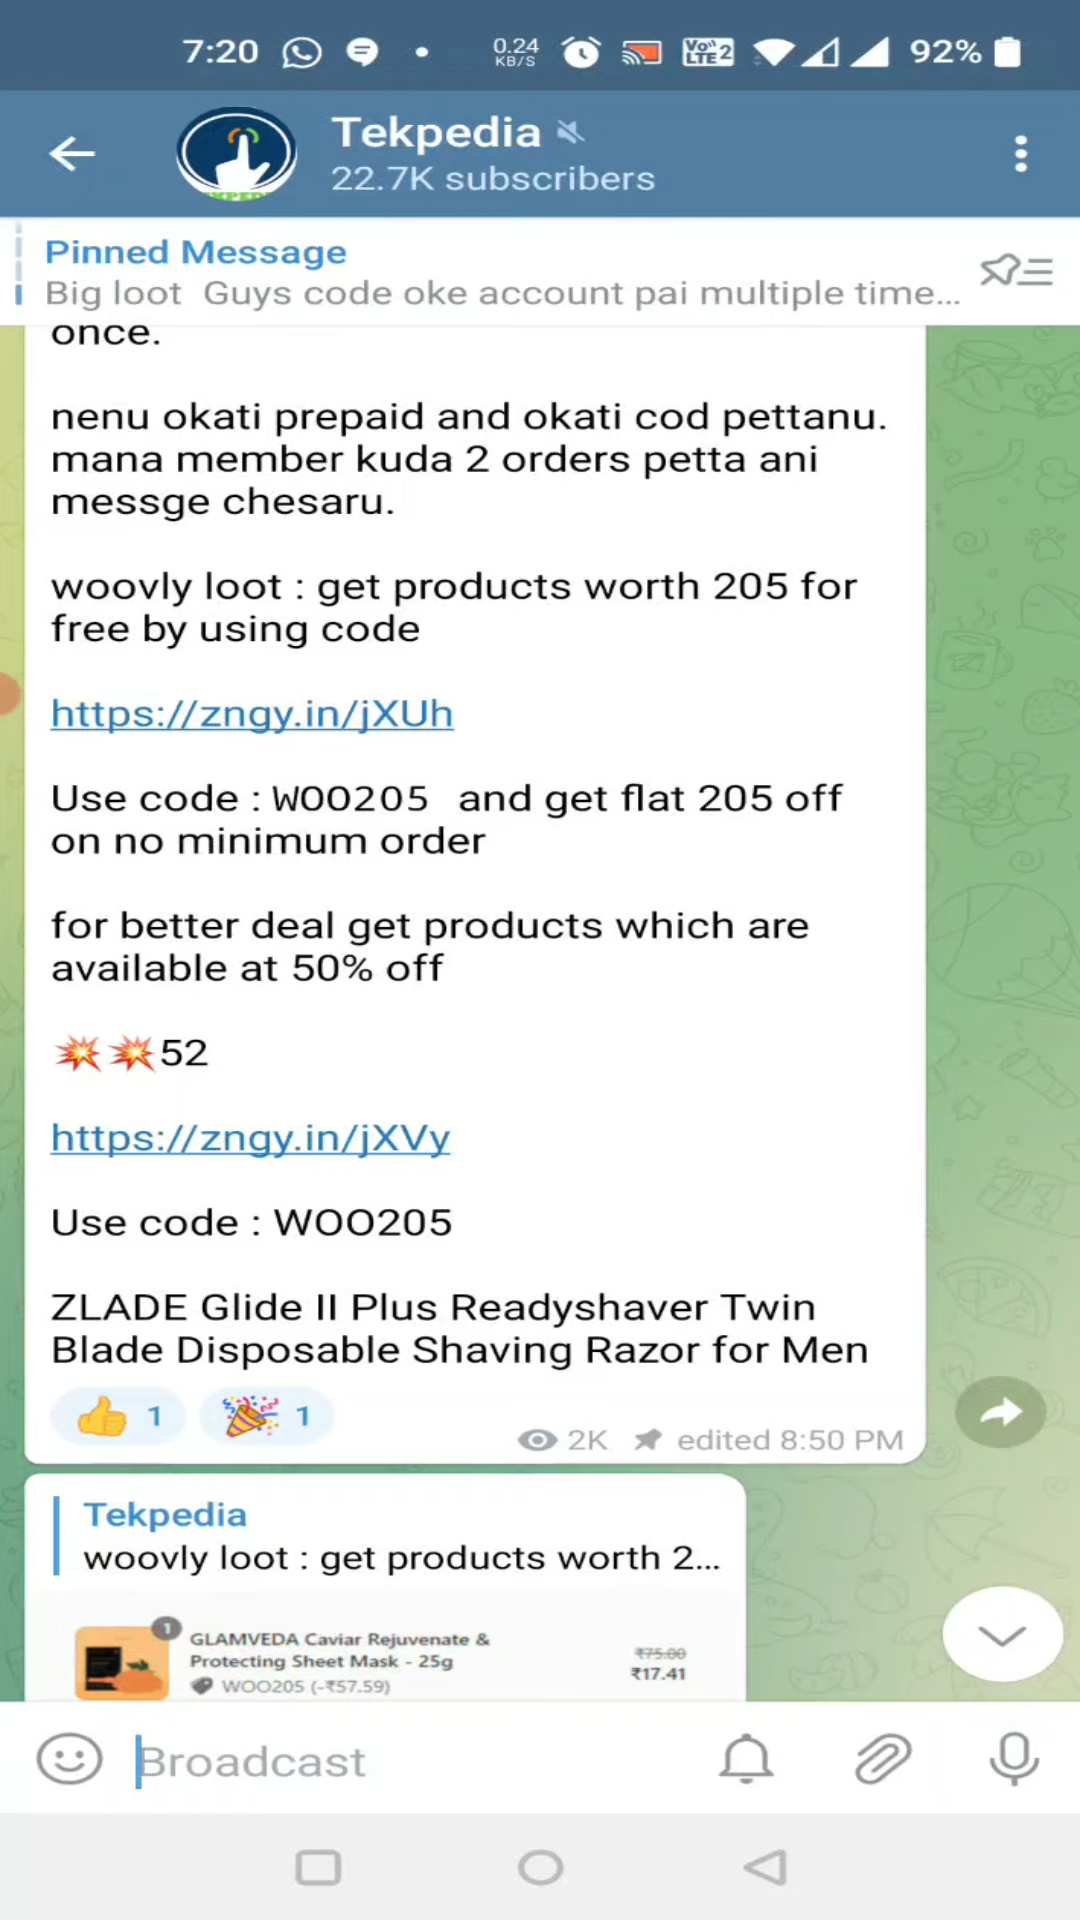 7:20
0.24
KB/S
Vo))
LTE 2
92%
Tekpedia
22.7K subscribers
Pinned Message
Big loot Guys code oke account pai multiple time...
once.
nenu okati prepaid and okati cod pettanu.
mana member kuda 2 orders petta ani
messge chesaru.
woovly loot : get products worth 205 for
free by using code
https://zngy.in/jXUh
Use code : WOO205 and get flat 205 off
on no minimum order
for better deal get products which are
available at 50% off
💥💥52
https://zngy.in/jXVy
Use code : WOO205
ZLADE Glide II Plus Readyshaver Twin
Blade Disposable Shaving Razor for Men
👍 1 🎉 1
2K edited 8:50 PM
Tekpedia
woovly loot : get products worth 2...
1
GLAMVEDA Caviar Rejuvenate &
Protecting Sheet Mask - 25g
WOO205 (-₹57.59)
₹75.00
₹17.41
Broadcast